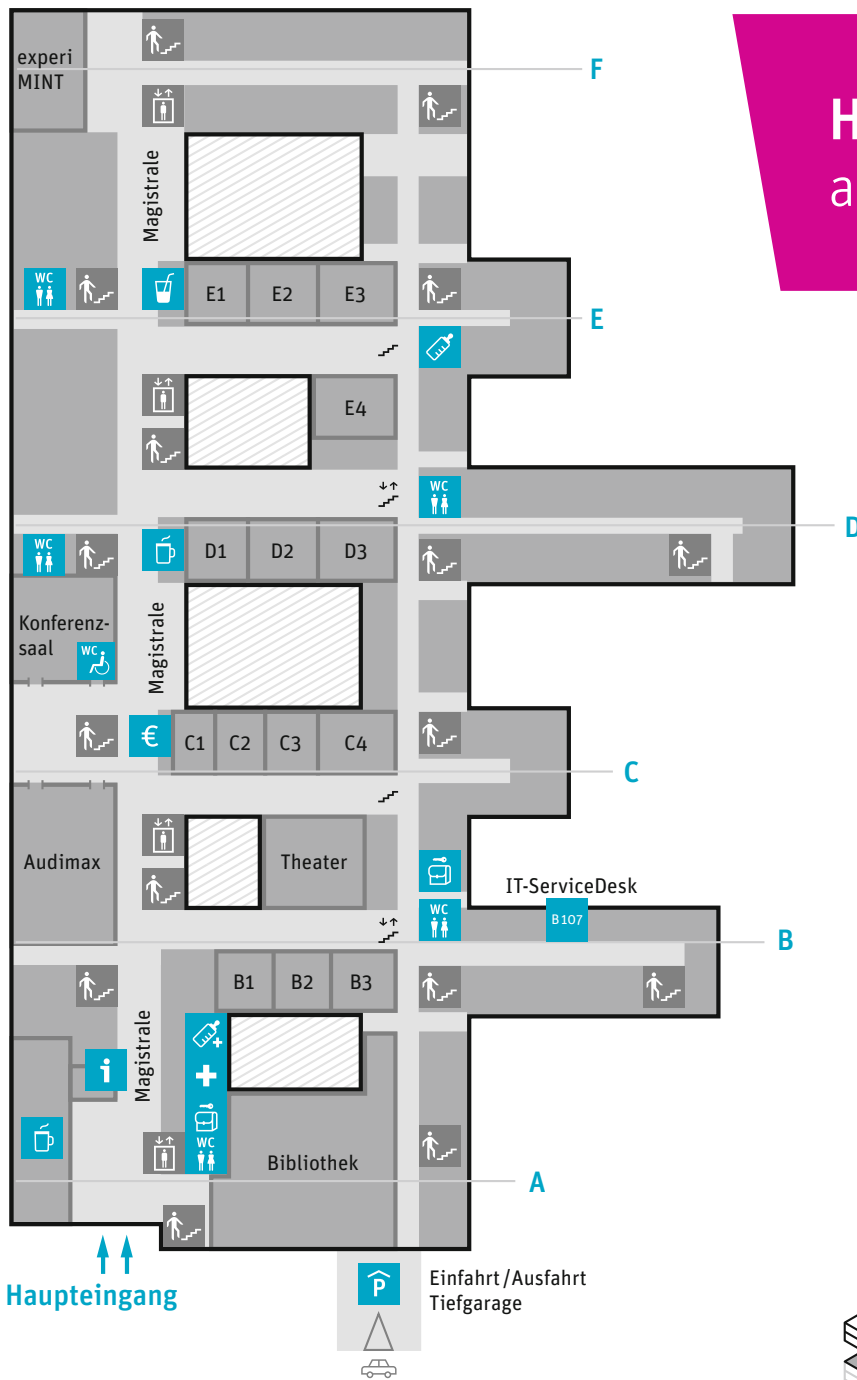 experi
MINT
F
H
a
Magistrale
WC
E1
E2
E3
E
E4
WC
D
WC
D1
D2
D3
Konferenz-
saal
WC
Magistrale
€
C1
C2
C3
C4
C
Audimax
Theater
IT-ServiceDesk
WC
B107
B
B1
B2
B3
Magistrale
i
WC
Bibliothek
A
Haupteingang
P
Einfahrt/Ausfahrt
Tiefgarage